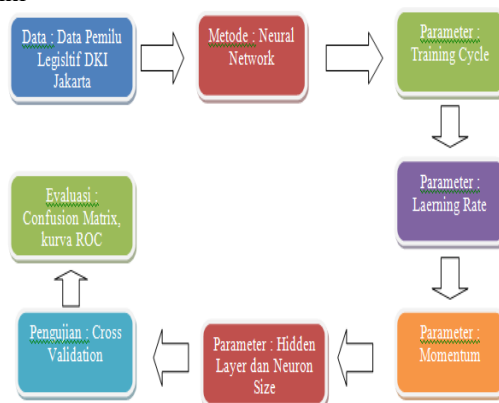 Data : Data Pemilu
Legisltif DKI
Jakarta
Metode : Neural
Network
Parameter :
Training Cycle
Parameter :
Laerning Rate
Parameter :
Momentum
Parameter : Hidden
Layer dan Neuron
Size
Pengujian : Cross
Validation
Evaluasi :
Confusion Matrix,
kurva ROC